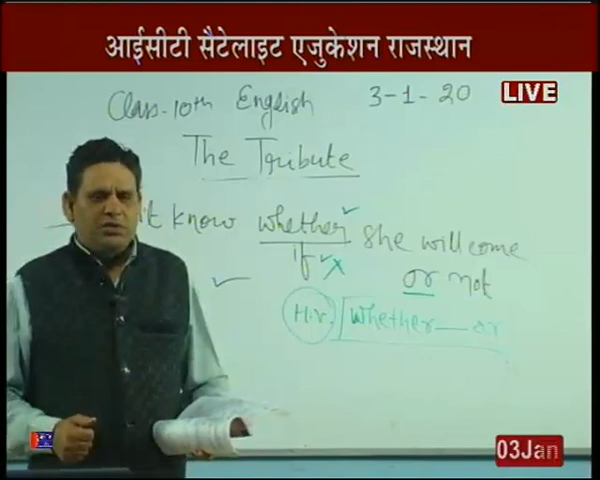 आईसीटी सैटेलाइट एजुकेशन राजस्थान
LIVE
Class-10th English 3-1-20
The Tribute
't know whether she will come
if or not
H.v. whether — or
03Jan